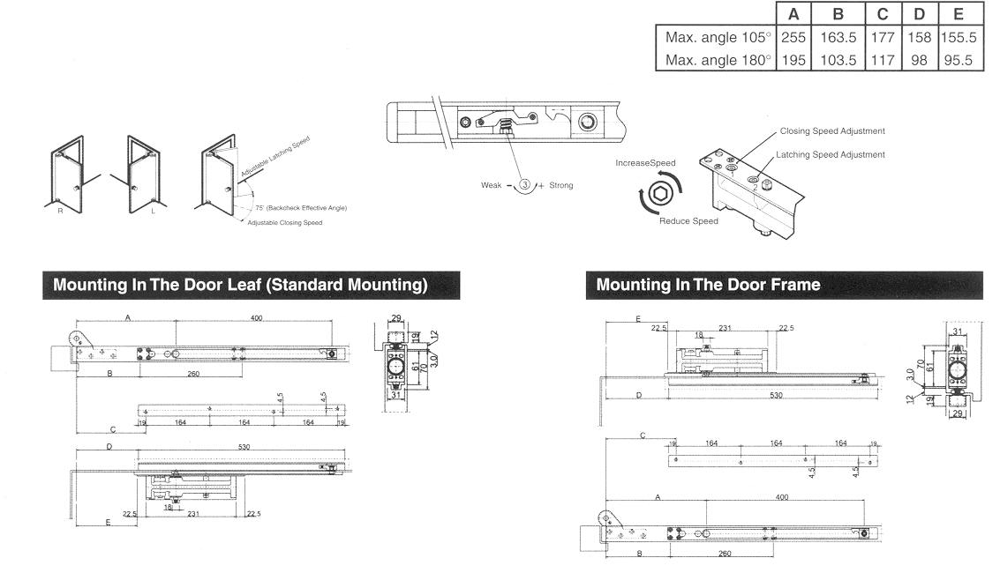 A B C D E
Max. angle 105° 255 163.5 177 158 155.5
Max. angle 180° 195 103.5 117 98 95.5
Closing Speed Adjustment
Latching Speed Adjustment
1
2
IncreaseSpeed
Reduce Speed
Weak - 3 + Strong
Adjustable Latching Speed
75' (Backcheck Effective Angle)
Adjustable Closing Speed
R
L
Mounting In The Door Leaf (Standard Mounting)
A 400
B 260
29
19
12
61
70
3.0
31
4.5
4.5
19 164 164 164 19
C
D 530
18
22.5 231 22.5
E
Mounting In The Door Frame
E
22.5 231 22.5
18
D 530
31
70
61
3.0
12
19
29
C
19 164 164 164 19
4.5
4.5
A 400
B 260